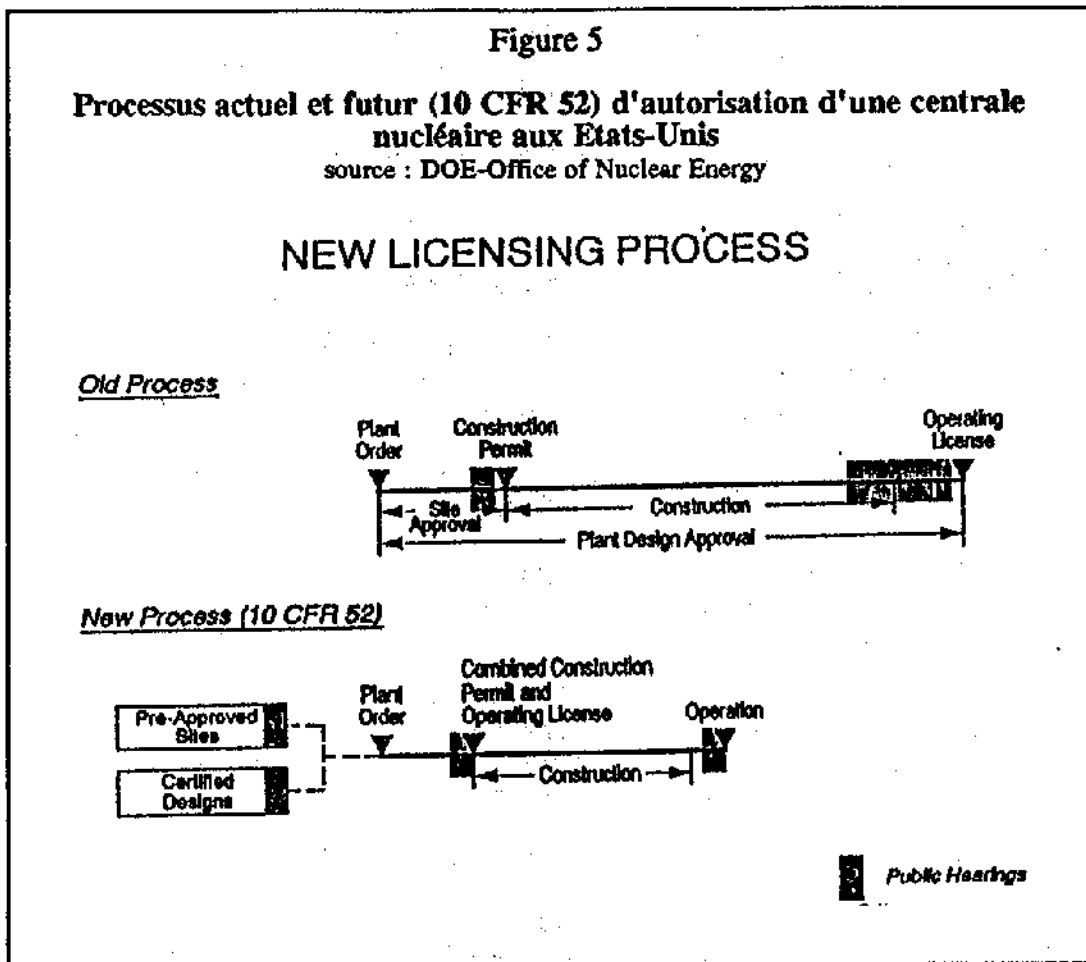 Figure 5
Processus actuel et futur (10 CFR 52) d'autorisation d'une centrale
nucléaire aux Etats-Unis
source : DOE-Office of Nuclear Energy
NEW LICENSING PROCESS
Old Process
Plant
Order
Construction
Permit
Operating
License
Site
Approval
Construction
Plant Design Approval
New Process (10 CFR 52)
Pre-Approved
Sites
Certified
Designs
Plant
Order
Combined Construction
Permit and
Operating License
Operation
Construction
Public Hearings